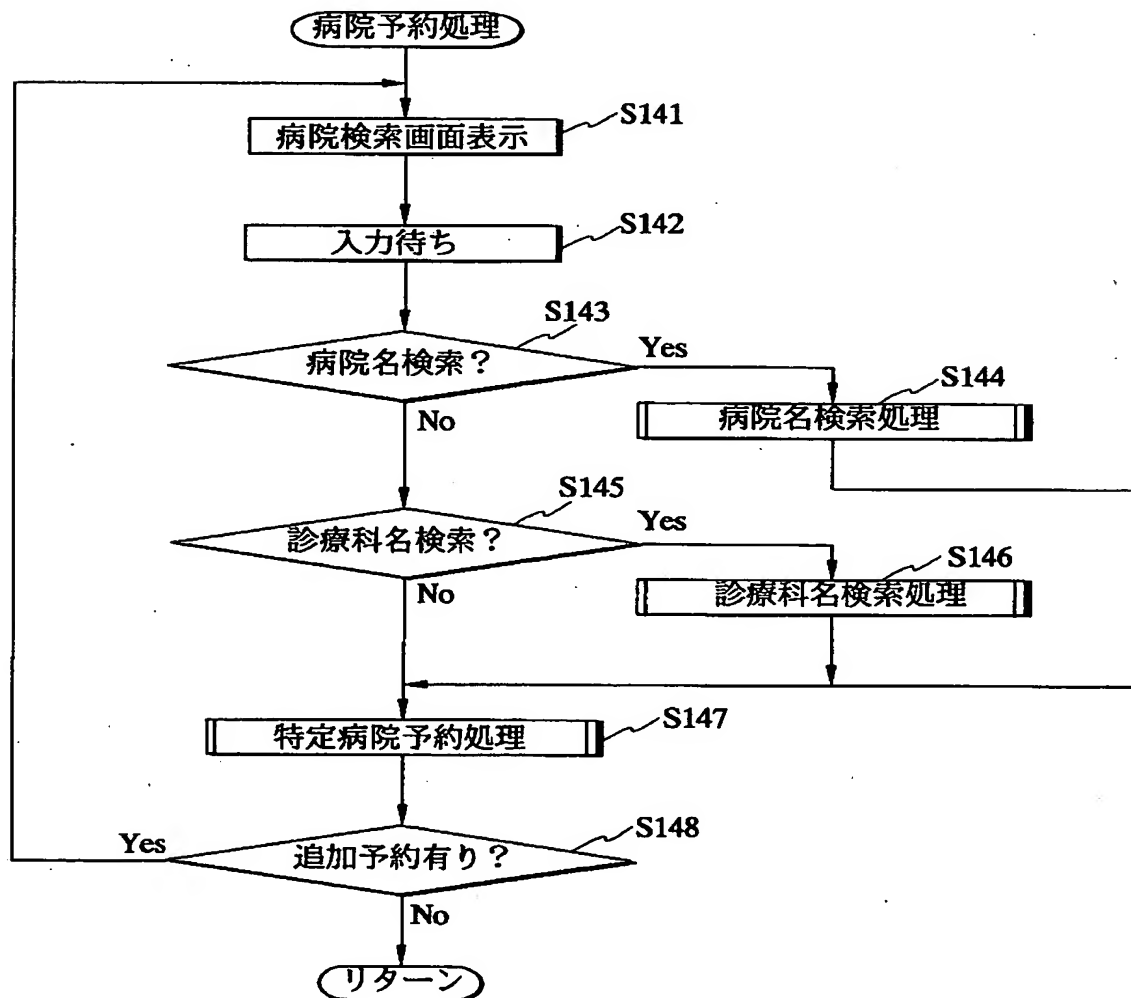 病院予約処理
S141
病院検索画面表示
S142
入力待ち
S143
病院名検索？
Yes
No
S144
病院名検索処理
S145
診療科名検索？
Yes
No
S146
診療科名検索処理
S147
特定病院予約処理
S148
Yes
追加予約有り？
No
リターン